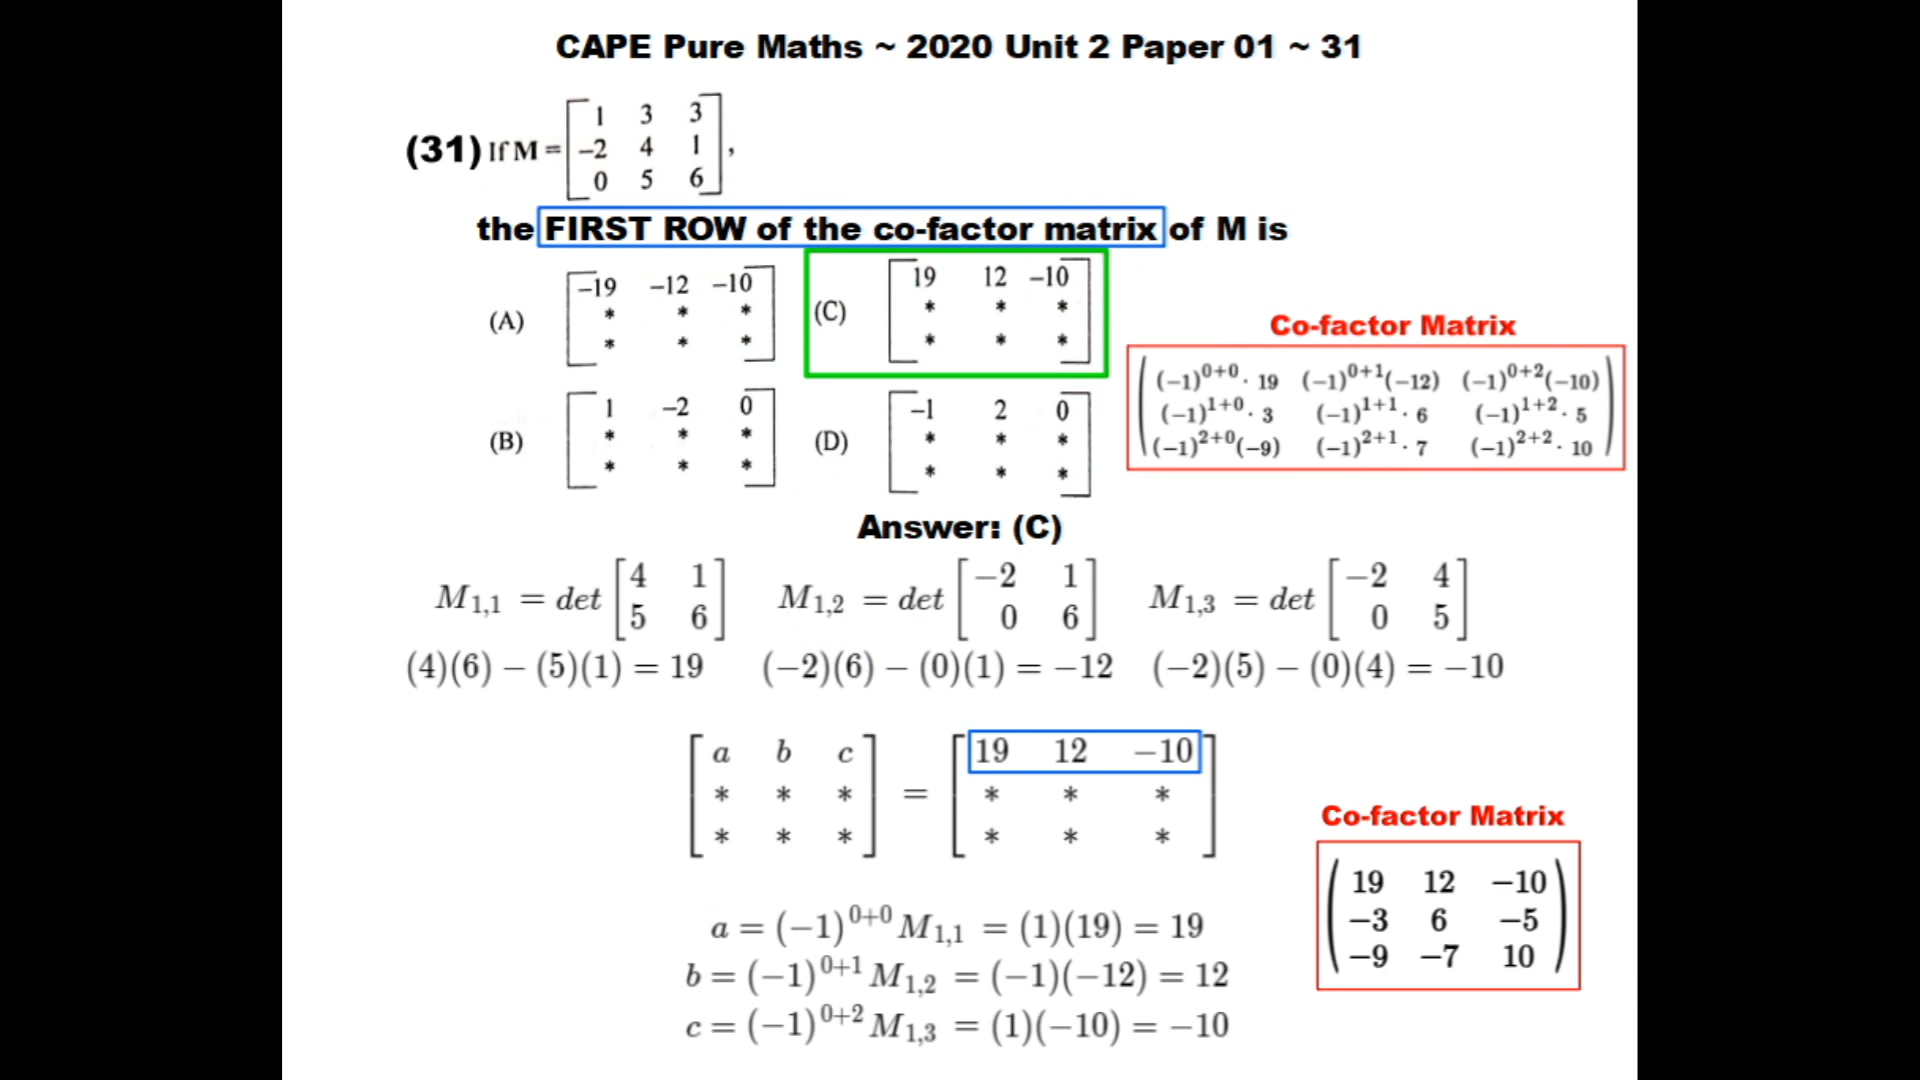 CAPE Pure Maths ~ 2020 Unit 2 Paper 01 ~ 31
1 3 3
(31) If M = -2 4 1 ,
0 5 6
the FIRST ROW of the co-factor matrix of M is
(A) [−19 −12 −10
* * *
* * *]
(C) [19 12 −10
* * *
* * *]
(B) [1 −2 0
* * *
* * *]
(D) [−1 2 0
* * *
* * *]
Co-factor Matrix
(−1)⁰⁺⁰· 19 (−1)⁰⁺¹(−12) (−1)⁰⁺²(−10)
(−1)¹⁺⁰· 3 (−1)¹⁺¹· 6 (−1)¹⁺²· 5
(−1)²⁺⁰(−9) (−1)²⁺¹· 7 (−1)²⁺²· 10
Answer: (C)
M₁,₁ = det [4 1
5 6]
M₁,₂ = det [−2 1
0 6]
M₁,₃ = det [−2 4
0 5]
(4)(6) − (5)(1) = 19 (−2)(6) − (0)(1) = −12 (−2)(5) − (0)(4) = −10
[a b c 19 12 −10
* * * = * * *
* * * * * *]
Co-factor Matrix
19 12 −10
−3 6 −5
−9 −7 10
a = (−1)⁰⁺⁰ M₁,₁ = (1)(19) = 19
b = (−1)⁰⁺¹ M₁,₂ = (−1)(−12) = 12
c = (−1)⁰⁺² M₁,₃ = (1)(−10) = −10